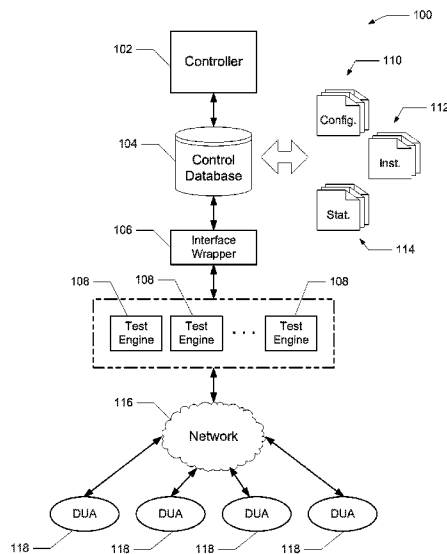 100
102
Controller
110
Config.
112
Inst.
104
Control
Database
Stat.
114
106
Interface
Wrapper
108
108
108
Test
Engine
Test
Engine
. . .
Test
Engine
116
Network
DUA
DUA
DUA
DUA
118
118
118
118